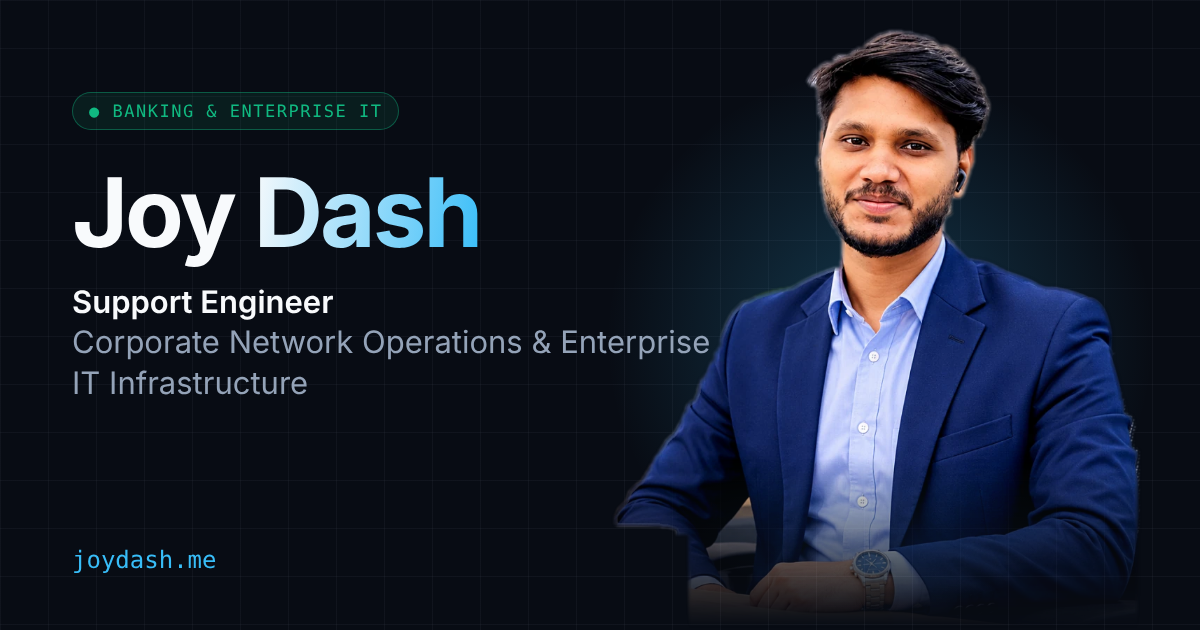 BANKING & ENTERPRISE IT
Joy Dash
Support Engineer
Corporate Network Operations & Enterprise
IT Infrastructure
joydash.me